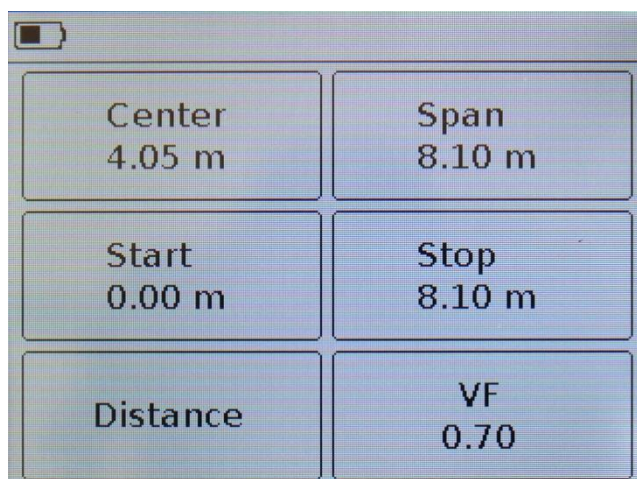 Center
4.05 m
Span
8.10 m
Start
0.00 m
Stop
8.10 m
Distance
VF
0.70